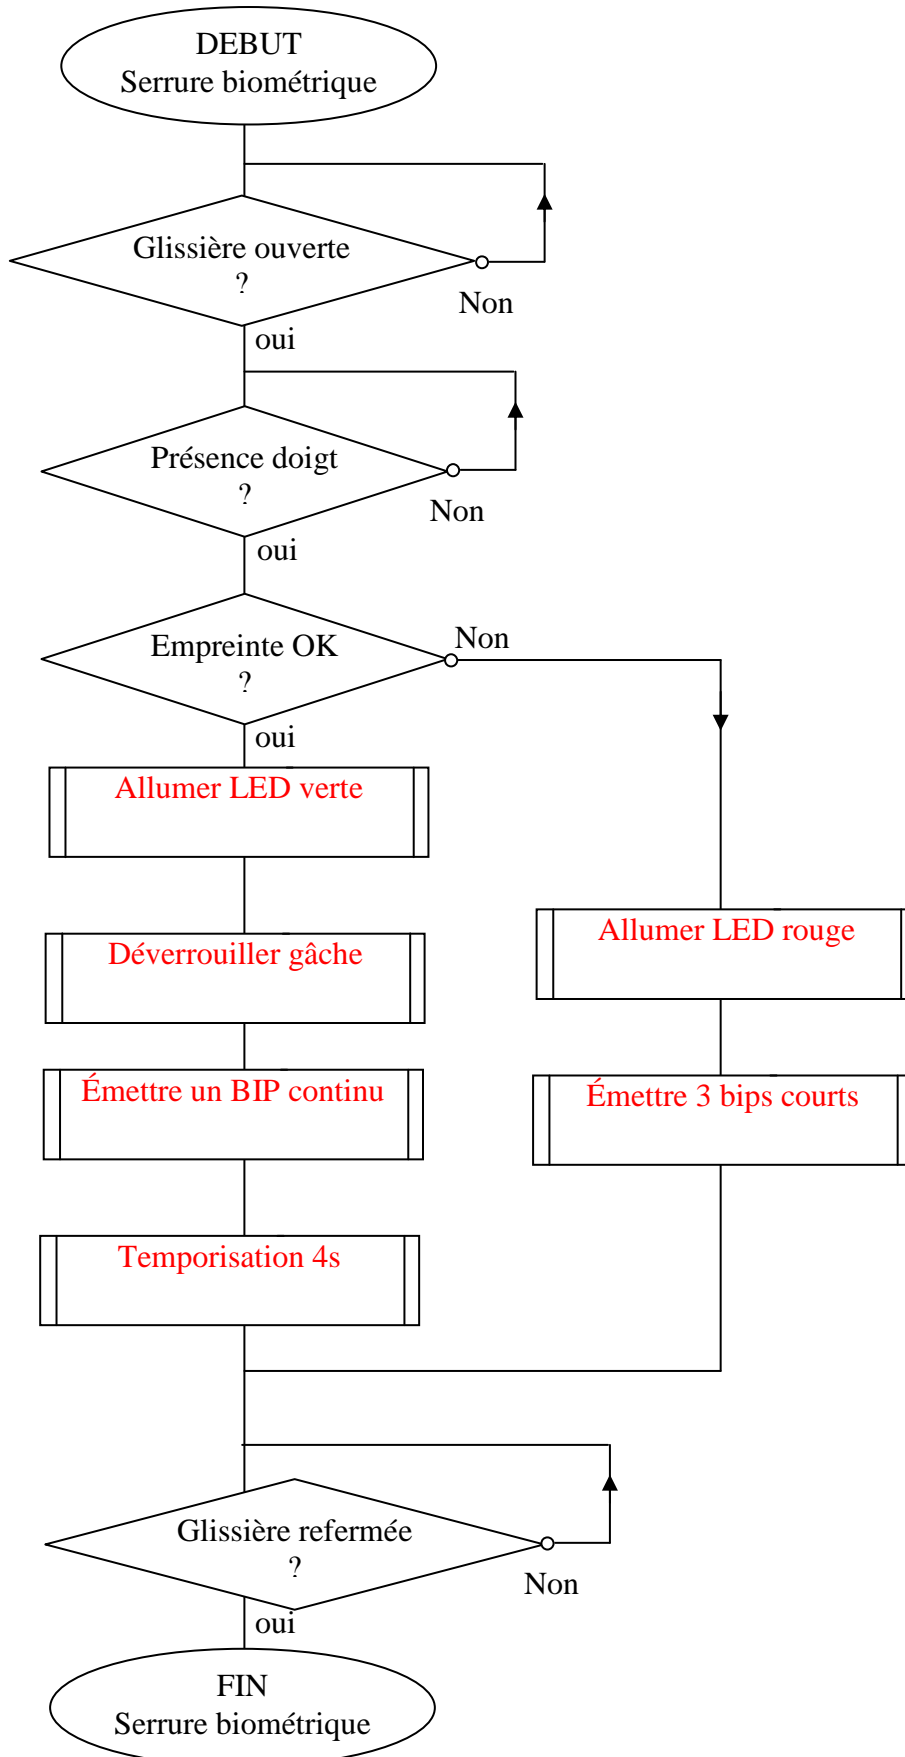 DEBUT
Serrure biométrique
Glissière ouverte
?
Non
oui
Présence doigt
?
Non
oui
Empreinte OK
?
Non
oui
Allumer LED verte
Déverrouiller gâche
Émettre un BIP continu
Temporisation 4s
Allumer LED rouge
Émettre 3 bips courts
Glissière refermée
?
Non
oui
FIN
Serrure biométrique